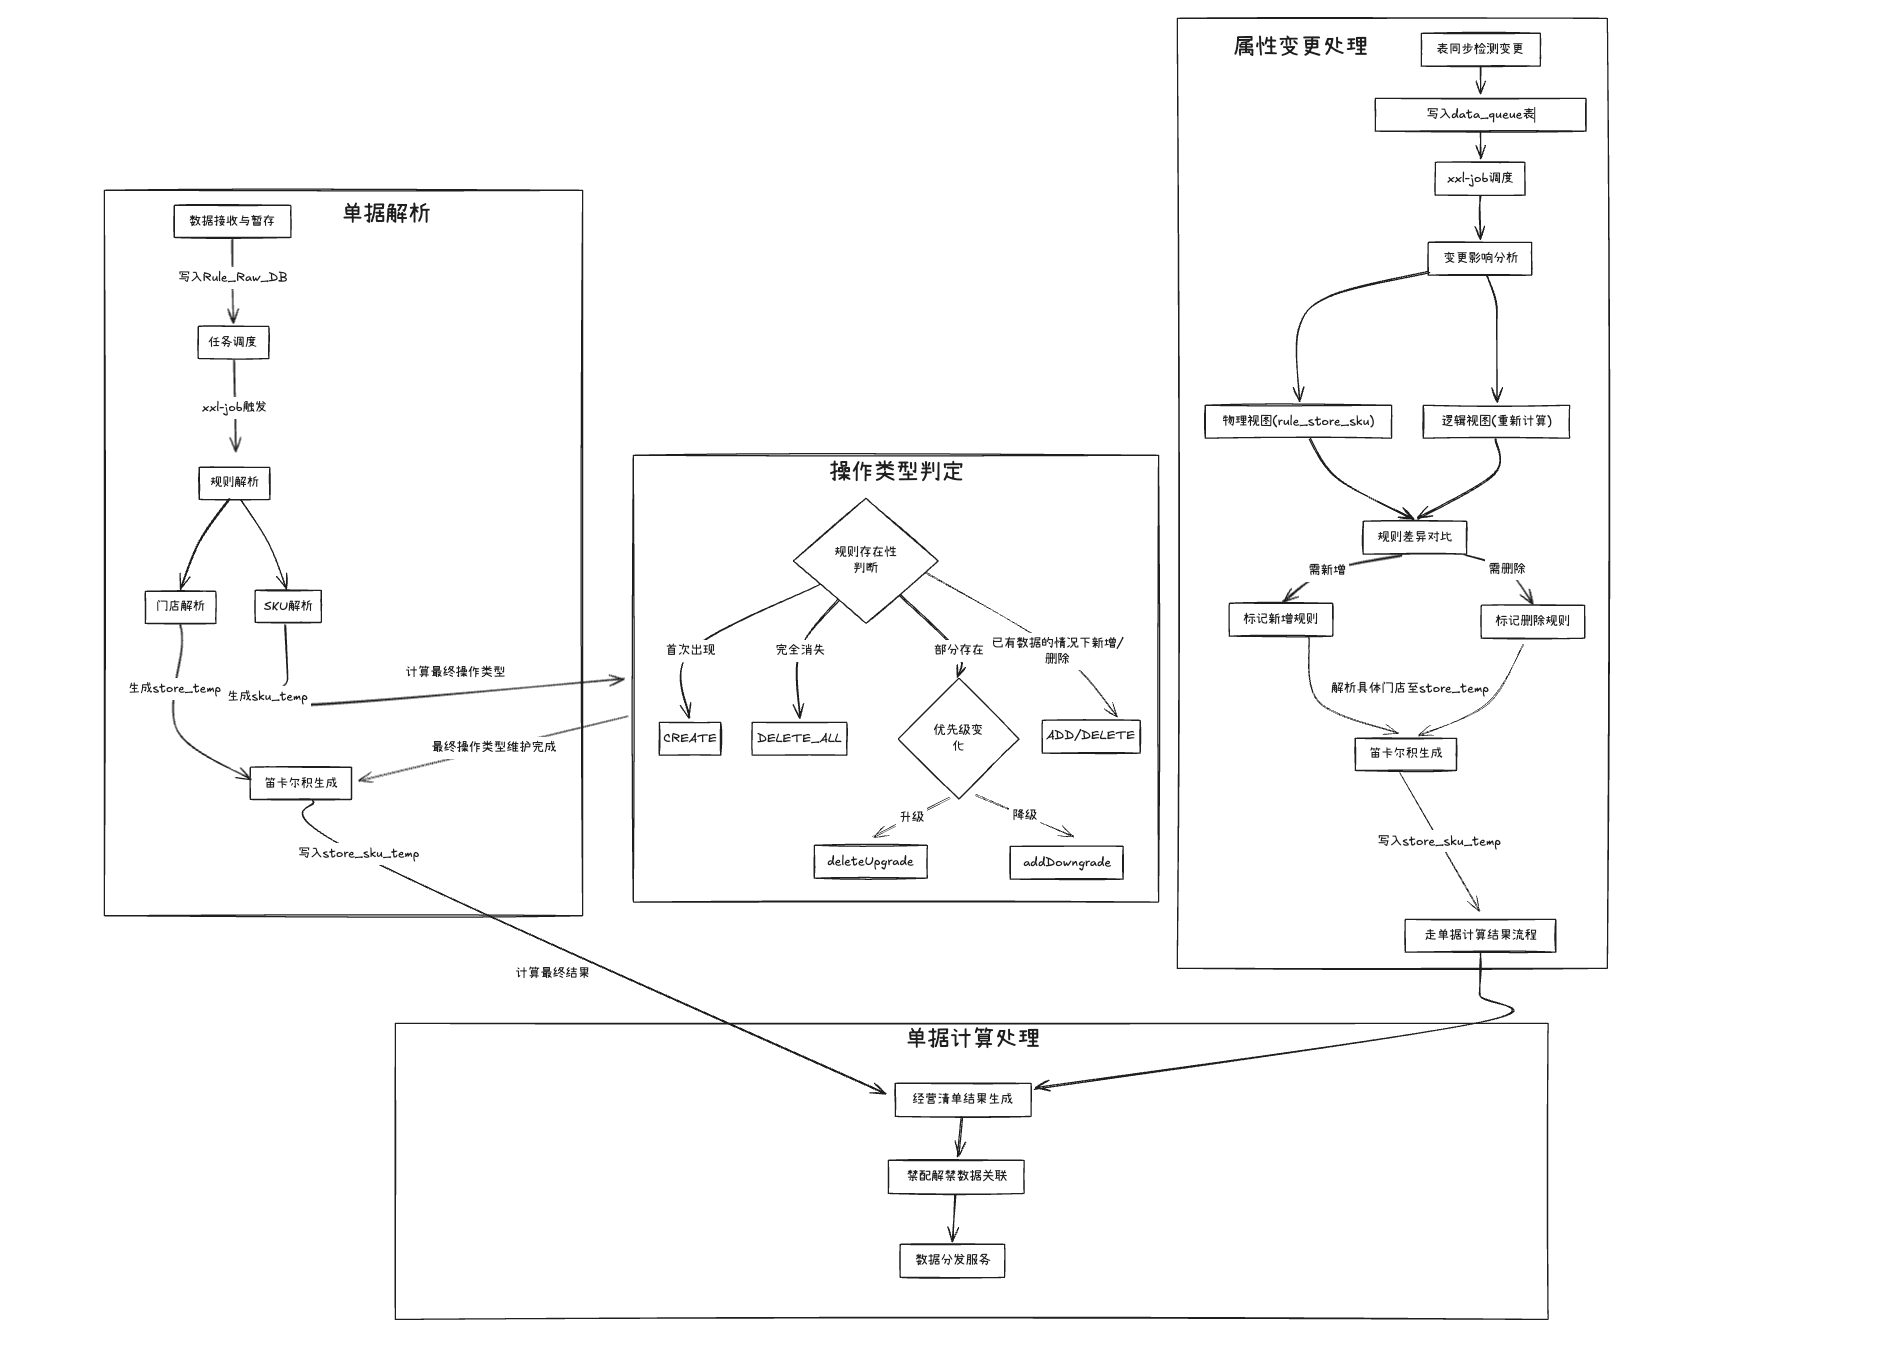 单据解析
数据接收与暂存
写入Rule_Raw_DB
任务调度
xxl-job触发
规则解析
门店解析
SKU解析
生成store_temp
生成sku_temp
计算最终操作类型
最终操作类型维护完成
笛卡尔积生成
写入store_sku_temp
计算最终结果
操作类型判定
规则存在性
判断
首次出现
完全消失
部分存在
已有数据的情况下新增/
删除
CREATE
DELETE_ALL
优先级变
化
ADD/DELETE
升级
降级
deleteUpgrade
addDowngrade
属性变更处理
表同步检测变更
写入data_queue表
xxl-job调度
变更影响分析
物理视图(rule_store_sku)
逻辑视图(重新计算)
规则差异对比
需新增
需删除
标记新增规则
标记删除规则
解析具体门店至store_temp
笛卡尔积生成
写入store_sku_temp
走单据计算结果流程
单据计算处理
经营清单结果生成
禁配解禁数据关联
数据分发服务